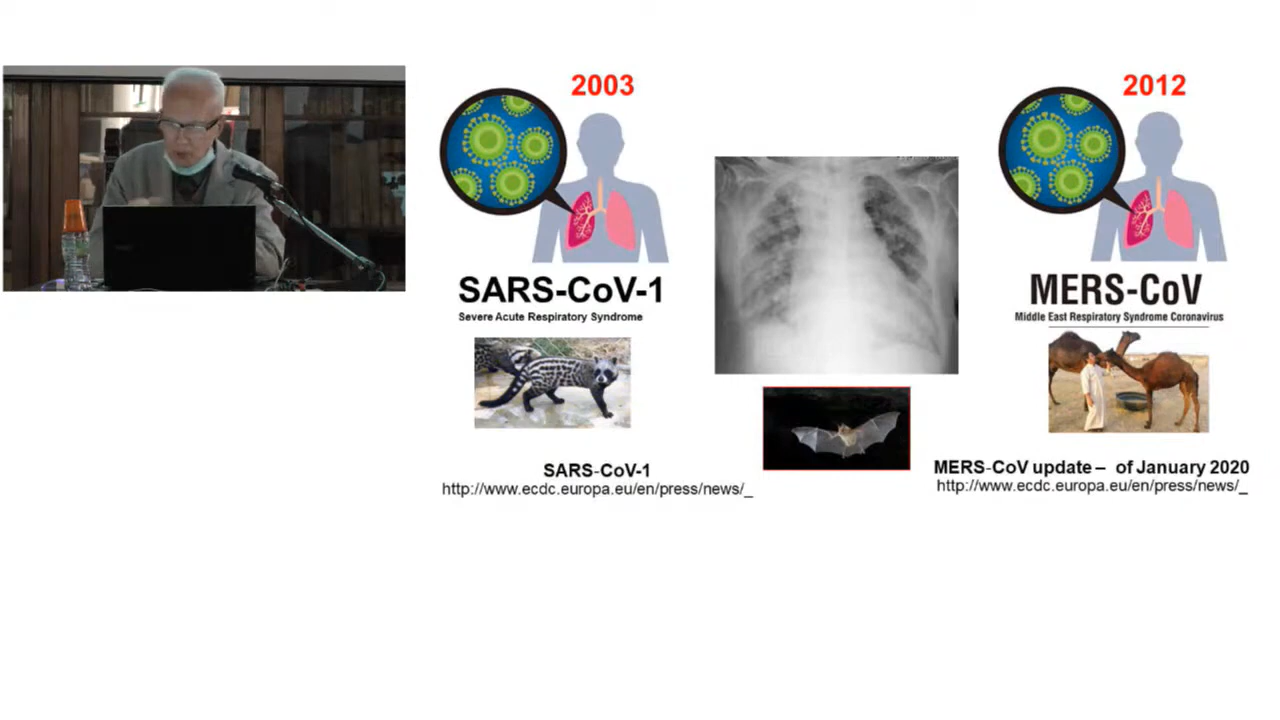 2003
SARS-CoV-1
Severe Acute Respiratory Syndrome
SARS-CoV-1
http://www.ecdc.europa.eu/en/press/news/_
2012
MERS-CoV
Middle East Respiratory Syndrome Coronavirus
MERS-CoV update – of January 2020
http://www.ecdc.europa.eu/en/press/news/_